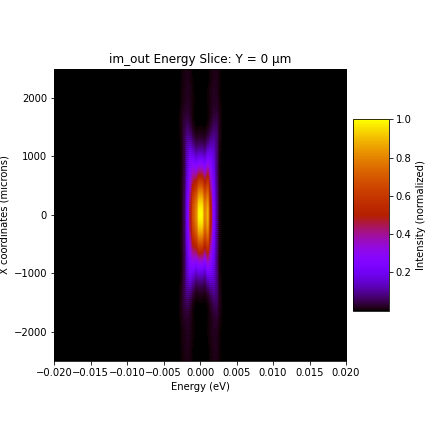 im_out Energy Slice: Y = 0 µm
X coordinates (microns)
2000
1000
0
−1000
−2000
−0.020−0.015−0.010−0.005 0.000 0.005 0.010 0.015 0.020
Energy (eV)
1.0
0.8
0.6
0.4
0.2
Intensity (normalized)